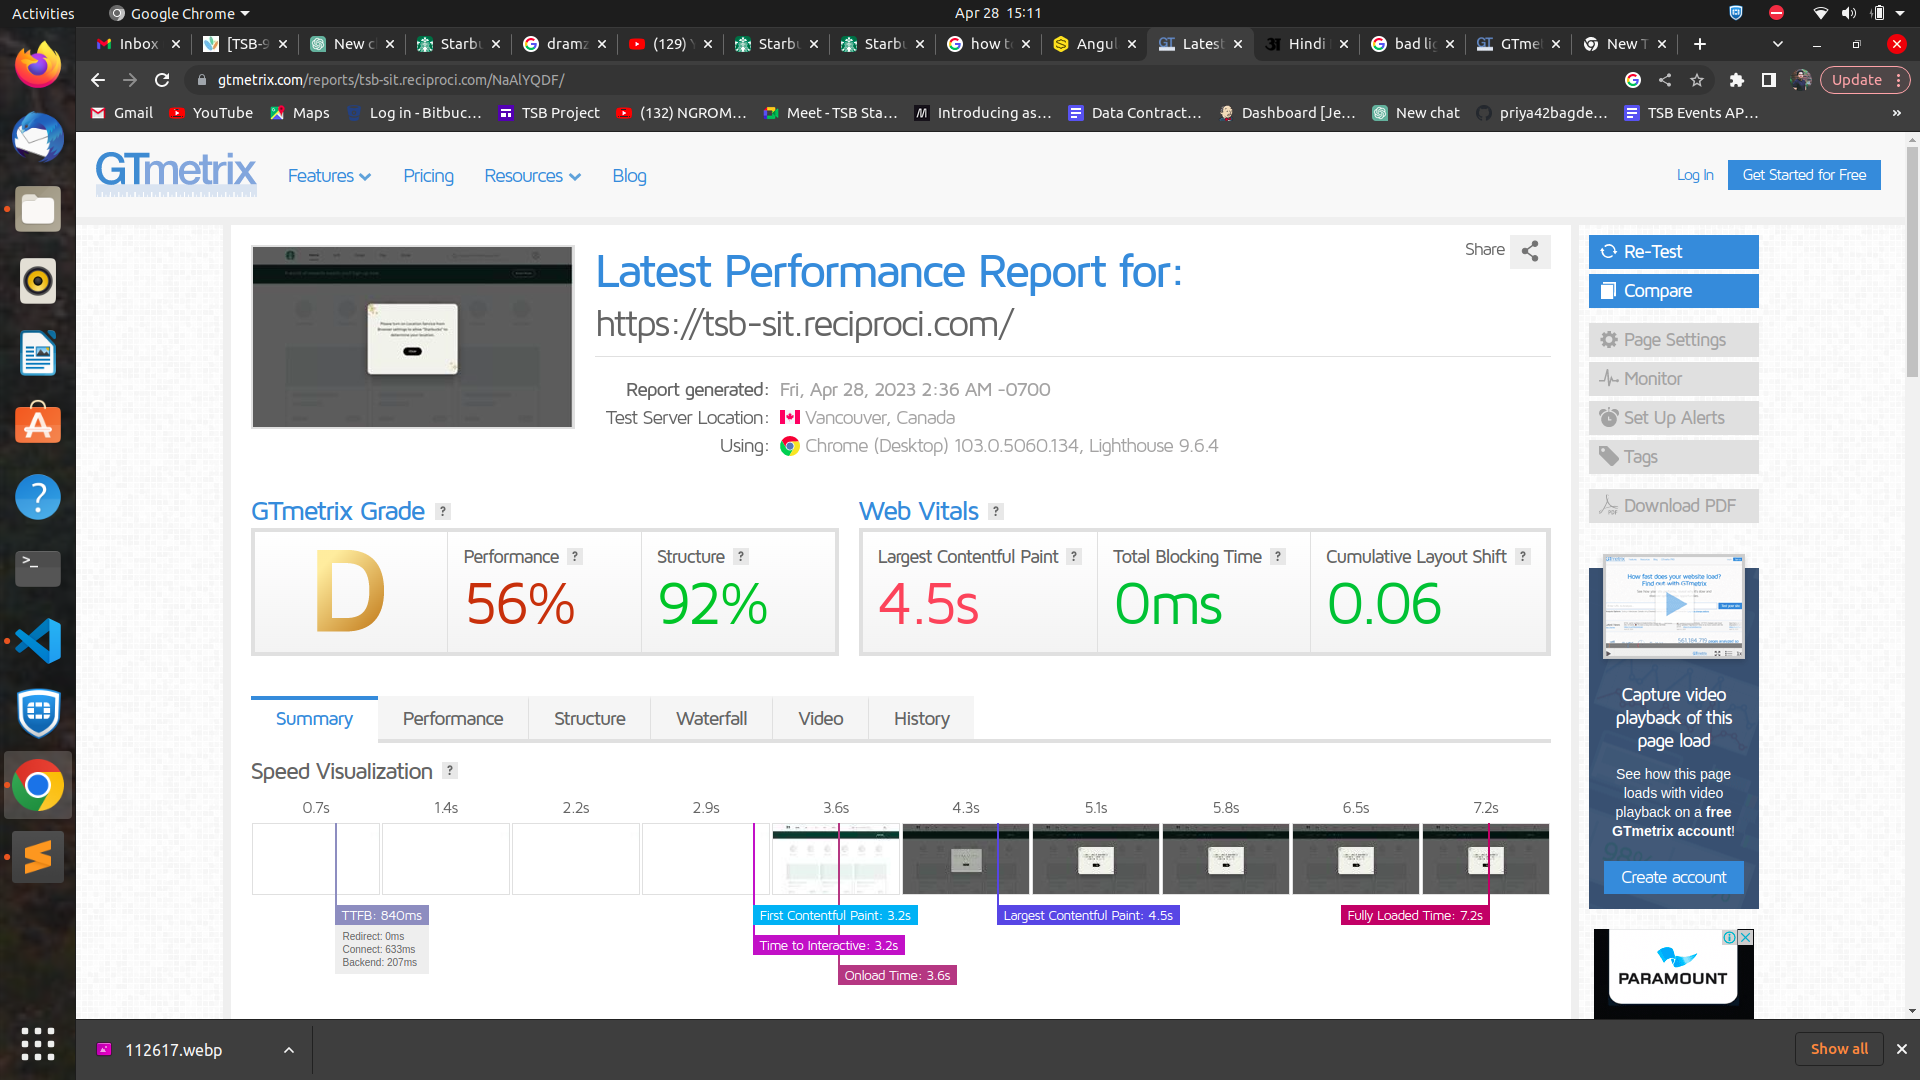 Activities
Google Chrome
Apr 28 15:11
Inbox
[TSB-9
New c
Starbu
dramz
(129) Y
Starbu
Starbu
how t
Angul
Latest
Hindi
bad lig
GTmet
New T
gtmetrix.com/reports/tsb-sit.reciproci.com/NaAlYQDF/
Update
Gmail
YouTube
Maps
Log in - Bitbuc...
TSB Project
(132) NGROM...
Meet - TSB Sta...
Introducing as...
Data Contract...
Dashboard [Je...
New chat
priya42bagde...
TSB Events AP...
»
GTmetrix
Features
Pricing
Resources
Blog
Log In
Get Started for Free
Latest Performance Report for:
https://tsb-sit.reciproci.com/
Share
Report generated: Fri, Apr 28, 2023 2:36 AM -0700
Test Server Location: Vancouver, Canada
Using: Chrome (Desktop) 103.0.5060.134, Lighthouse 9.6.4
Re-Test
Compare
Page Settings
Monitor
Set Up Alerts
Tags
Download PDF
GTmetrix Grade ?
Web Vitals ?
D
Performance ?
56%
Structure ?
92%
Largest Contentful Paint ?
4.5s
Total Blocking Time ?
0ms
Cumulative Layout Shift ?
0.06
Summary
Performance
Structure
Waterfall
Video
History
Speed Visualization ?
0.7s
1.4s
2.2s
2.9s
3.6s
4.3s
5.1s
5.8s
6.5s
7.2s
TTFB: 840ms
Redirect: 0ms
Connect: 633ms
Backend: 207ms
First Contentful Paint: 3.2s
Time to Interactive: 3.2s
Onload Time: 3.6s
Largest Contentful Paint: 4.5s
Fully Loaded Time: 7.2s
How fast does your website load?
Capture video
playback of this
page load
See how this page
loads with video
playback on a free
GTmetrix account!
Create account
PARAMOUNT
112617.webp
Show all